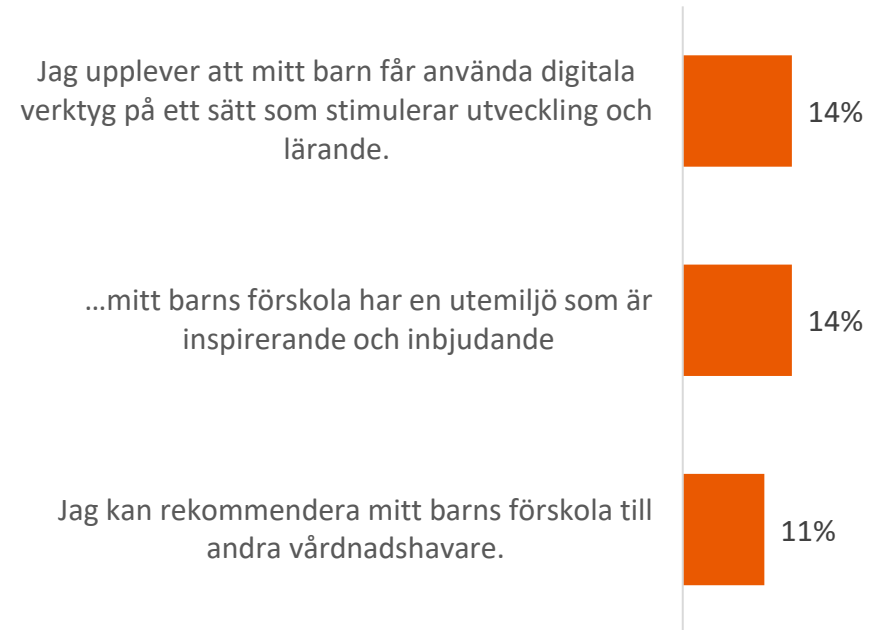 Jag upplever att mitt barn får använda digitala
verktyg på ett sätt som stimulerar utveckling och
lärande.
14%
…mitt barns förskola har en utemiljö som är
inspirerande och inbjudande
14%
Jag kan rekommendera mitt barns förskola till
andra vårdnadshavare.
11%